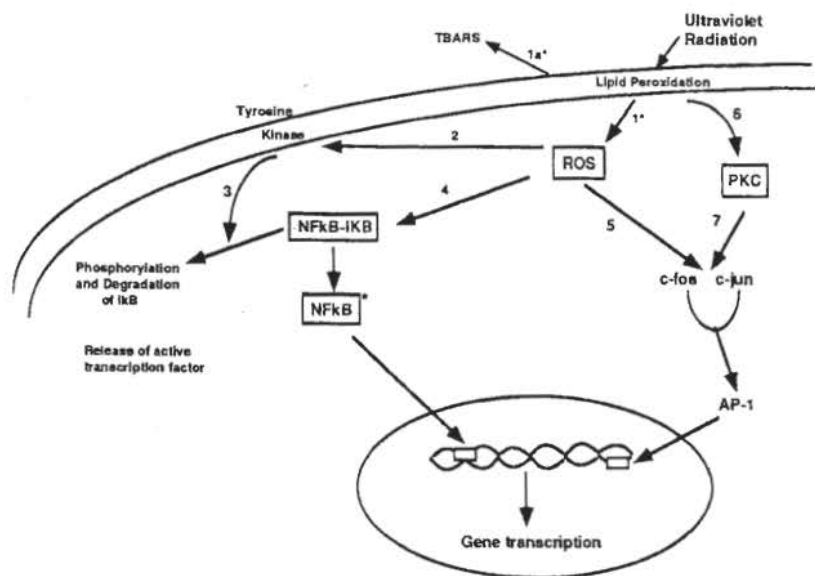 Ultraviolet
Radiation
TBARS
1a*
Lipid Peroxidation
Tyrosine
Kinase
1*
6
2
ROS
PKC
3
4
5
7
NFkB-IKB
Phosphorylation
and Degradation
of IkB
c-fos c-jun
NFkB*
Release of active
transcription factor
AP-1
Gene transcription